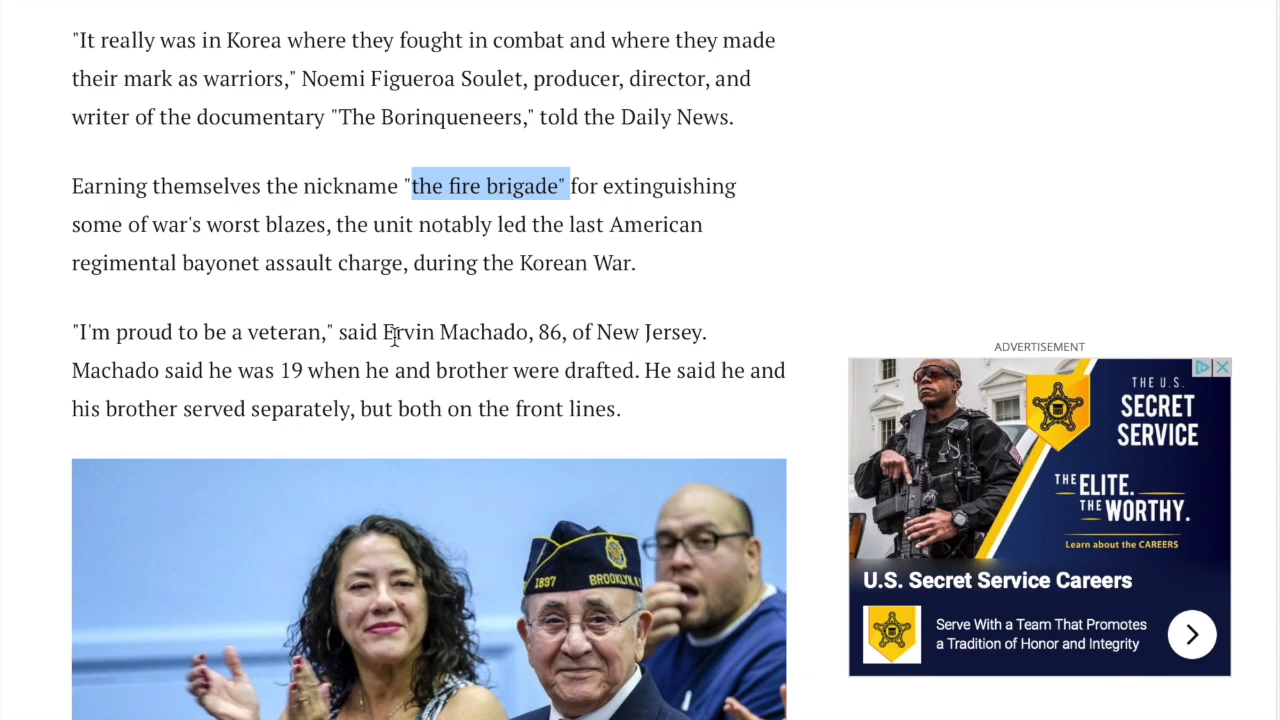 "It really was in Korea where they fought in combat and where they made
their mark as warriors," Noemi Figueroa Soulet, producer, director, and
writer of the documentary "The Borinqueneers," told the Daily News.
Earning themselves the nickname "the fire brigade" for extinguishing
some of war's worst blazes, the unit notably led the last American
regimental bayonet assault charge, during the Korean War.
"I'm proud to be a veteran," said Ervin Machado, 86, of New Jersey.
Machado said he was 19 when he and brother were drafted. He said he and
his brother served separately, but both on the front lines.
1837
BROOKLYN, N.Y.
ADVERTISEMENT
THE U.S.
SECRET
SERVICE
THE ELITE.
THE WORTHY.
Learn about the CAREERS
U.S. Secret Service Careers
Serve With a Team That Promotes
a Tradition of Honor and Integrity